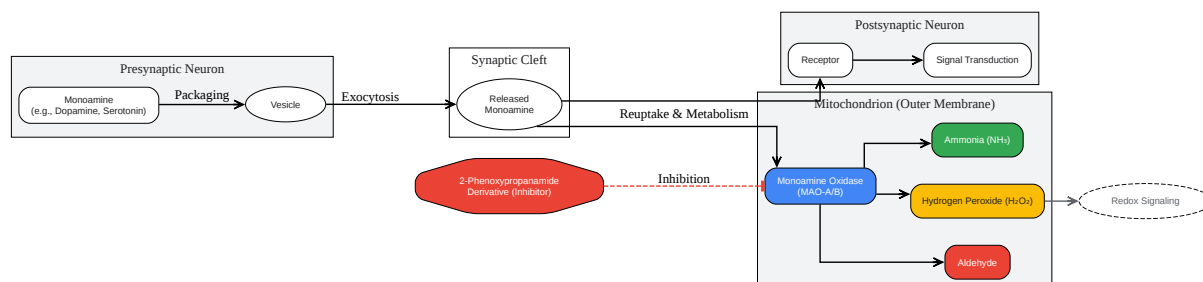 Presynaptic Neuron
Monoamine
(e.g., Dopamine, Serotonin)
Packaging
Vesicle
Exocytosis
Synaptic Cleft
Released
Monoamine
Postsynaptic Neuron
Receptor
Signal Transduction
Reuptake & Metabolism
Mitochondrion (Outer Membrane)
2-Phenoxypropanamide
Derivative (Inhibitor)
Inhibition
Monoamine Oxidase
(MAO-A/B)
Ammonia (NH₃)
Hydrogen Peroxide (H₂O₂)
Aldehyde
Redox Signaling